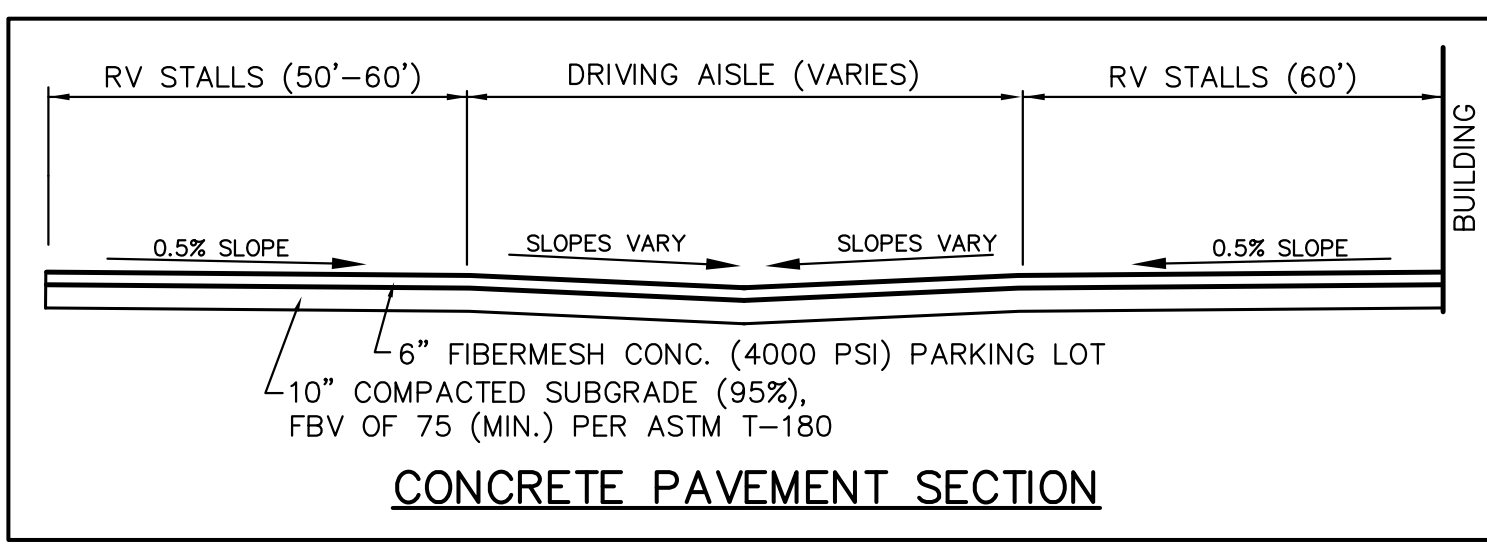 RV STALLS (50'-60')
DRIVING AISLE (VARIES)
RV STALLS (60')
BUILDING
0.5% SLOPE
SLOPES VARY
SLOPES VARY
0.5% SLOPE
6" FIBERMESH CONC. (4000 PSI) PARKING LOT
10" COMPACTED SUBGRADE (95%),
FBV OF 75 (MIN.) PER ASTM T-180
CONCRETE PAVEMENT SECTION